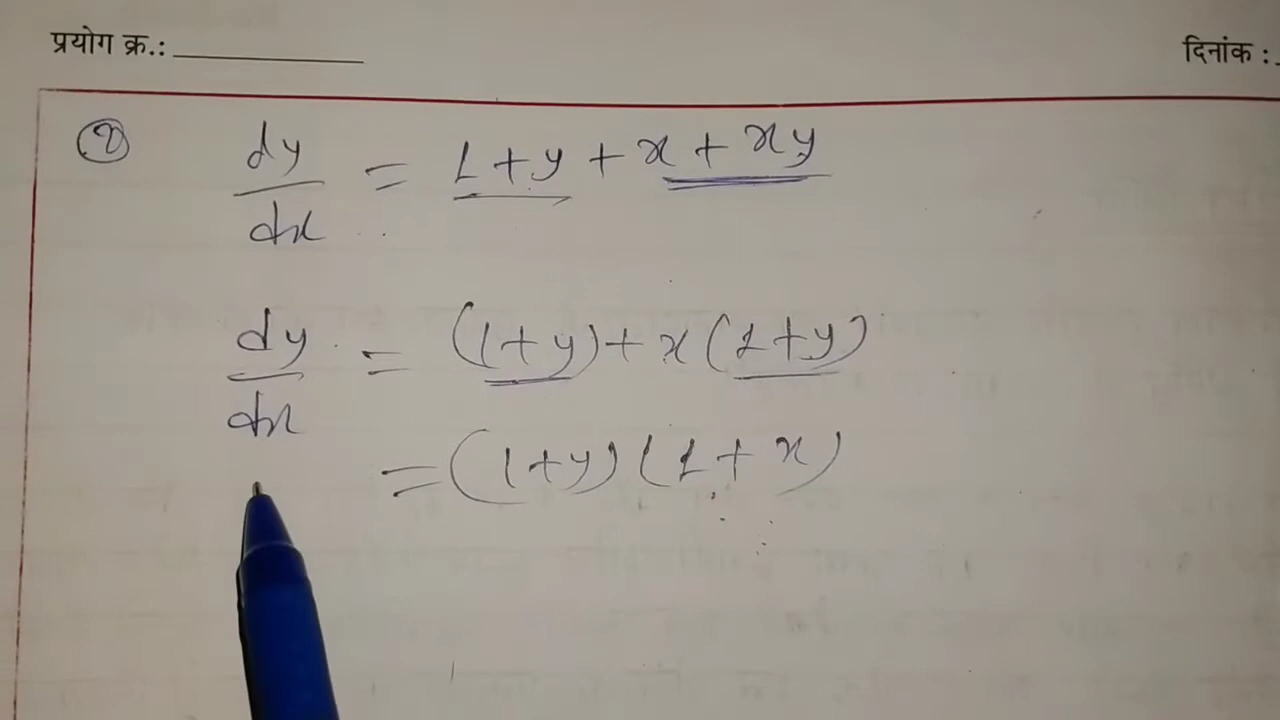 प्रयोग क्र.: दिनांक :
② dy/dx = 1+y + x + xy
dy/dx = (1+y)+x(1+y)
= (1+y)(1+x)